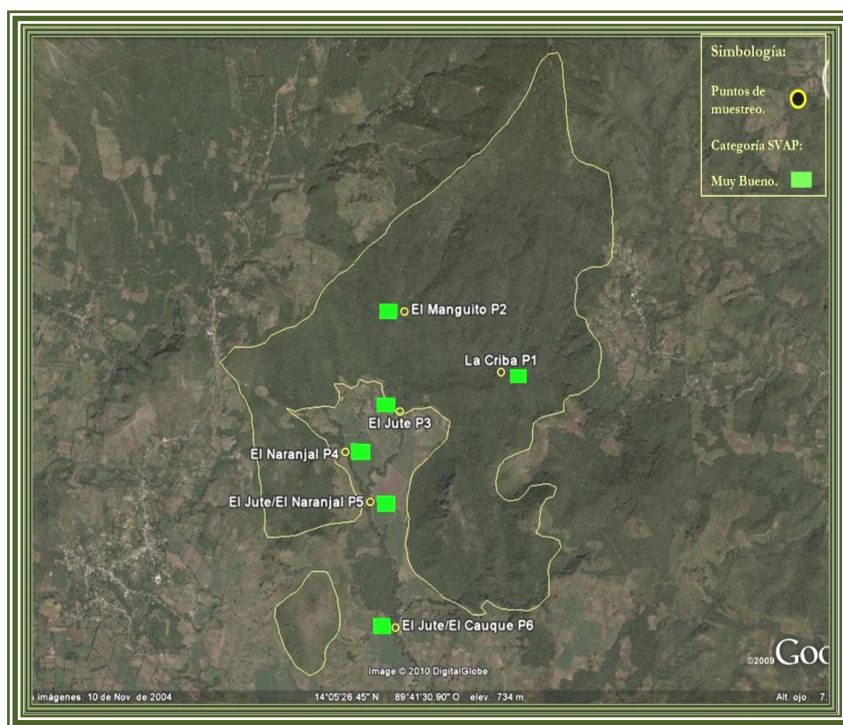 Simbología:
Puntos de
muestreo.
Categoría SVAP:
Muy Bueno.
El Manguito P2
La Criba P1
El Jute P3
El Naranjal P4
El Jute/El Naranjal P5
El Jute/El Cauque P6
©2009 Goo
Image © 2010 DigitalGlobe
imágenes: 10 de Nov. de 2004 14°05'26.45" N 89°41'30.90" O elev. 734 m Alt. ojo 7.